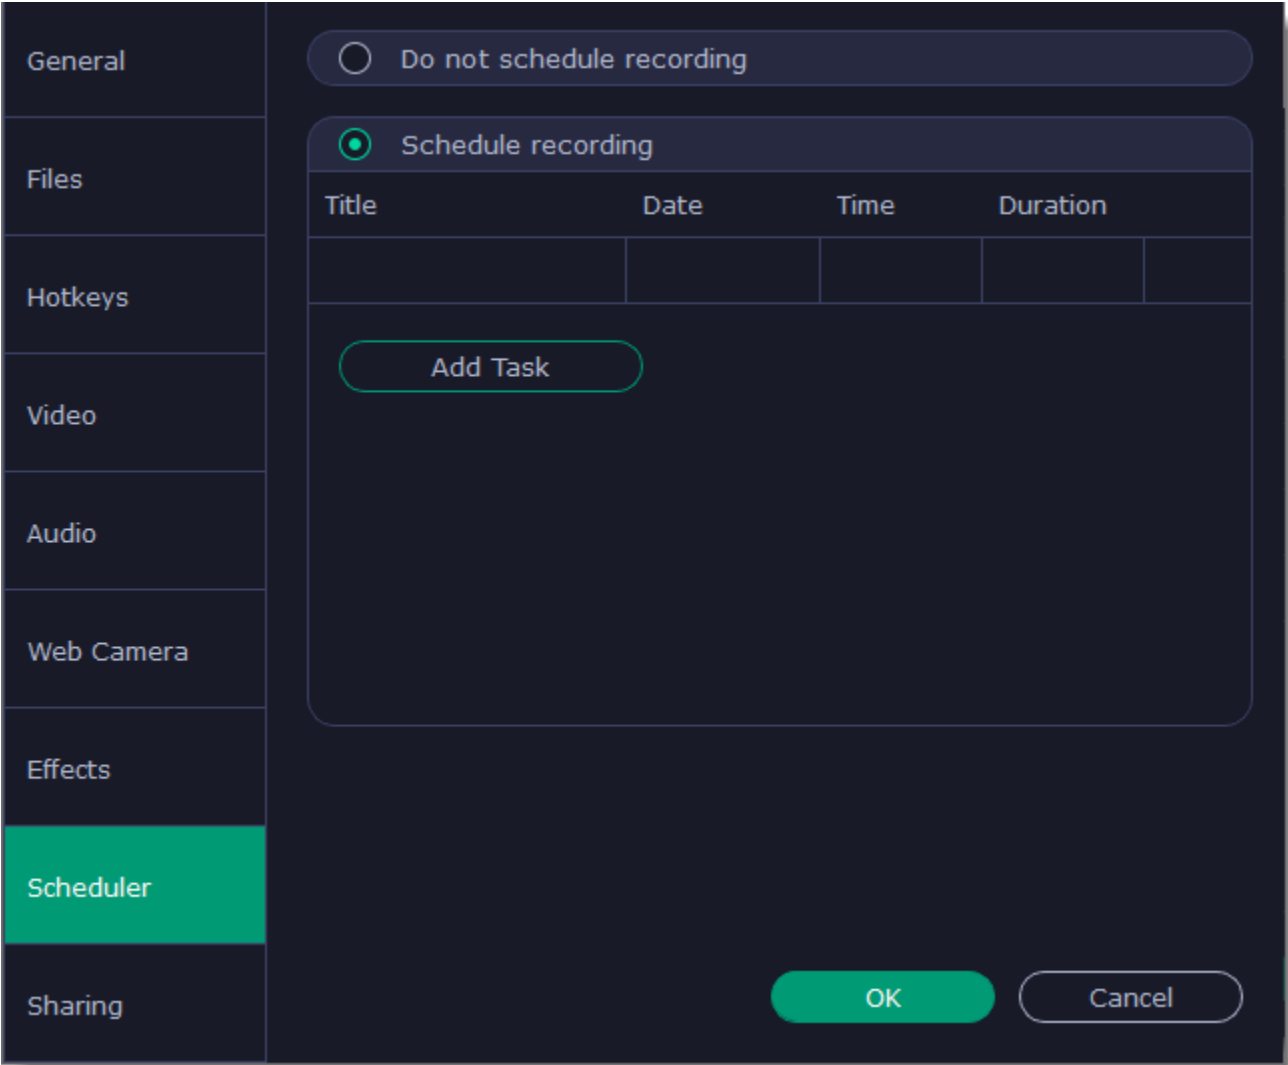 General
Files
Hotkeys
Video
Audio
Web Camera
Effects
Scheduler
Sharing
Do not schedule recording
Schedule recording
Title Date Time Duration
Add Task
OK Cancel